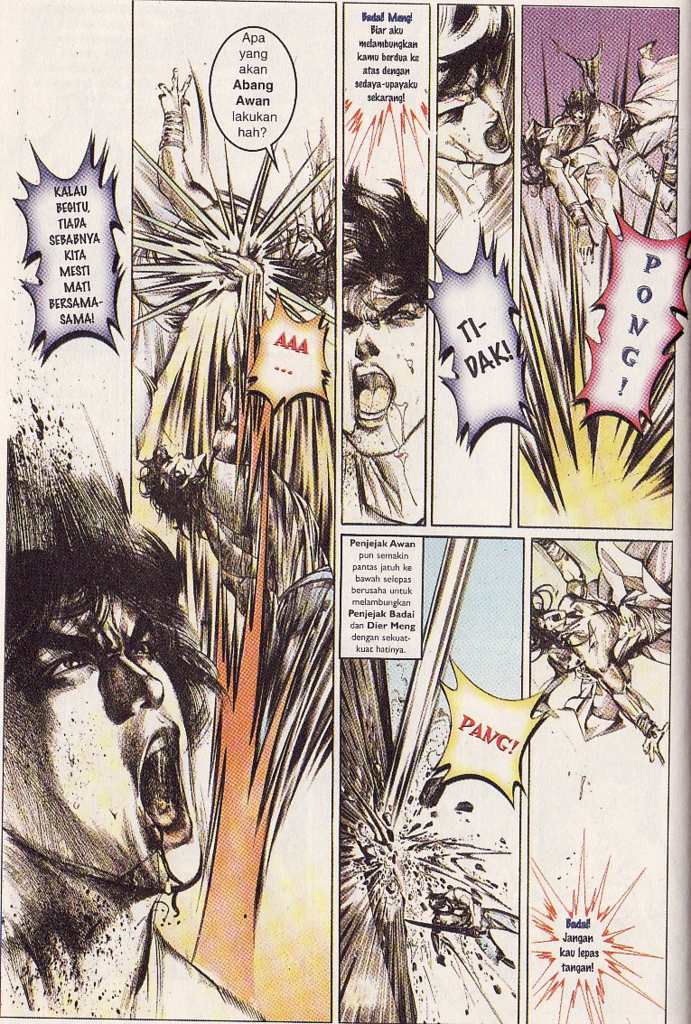 KALAU
BEGITU,
TIADA
SEBABNYA
KITA
MESTI
MATI
BERSAMA-
SAMA!
Apa
yang
akan
Abang
Awan
lakukan
hah?
AAA
...
Badai! Meng!
Biar aku
melambungkan
kamu berdua ke
atas dengan
sedaya-upayaku
sekarang!
TI-
DAK!
PONG!
Penjejak Awan
pun semakin
pantas jatuh ke
bawah selepas
berusaha untuk
melambungkan
Penjejak Badai
dan Dier Meng
dengan sekuat-
kuat hatinya.
PANG!
Badai!
Jangan
kau lepas
tangan!